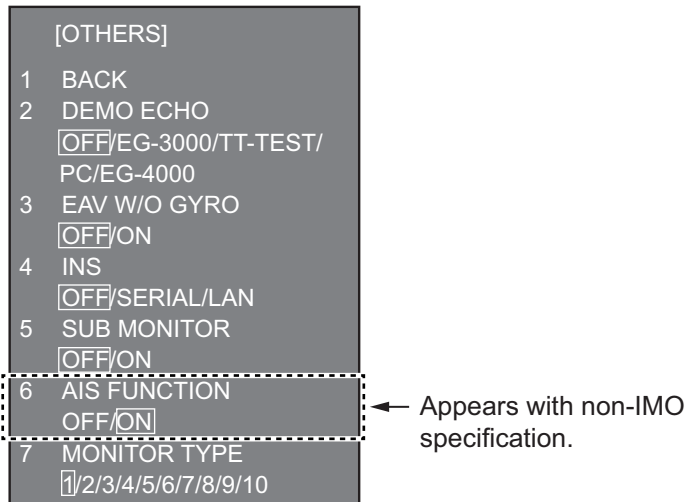 [OTHERS]
1 BACK
2 DEMO ECHO
OFF/EG-3000/TT-TEST/
PC/EG-4000
3 EAV W/O GYRO
OFF/ON
4 INS
OFF/SERIAL/LAN
5 SUB MONITOR
OFF/ON
6 AIS FUNCTION
OFF/ON
7 MONITOR TYPE
1/2/3/4/5/6/7/8/9/10
Appears with non-IMO
specification.